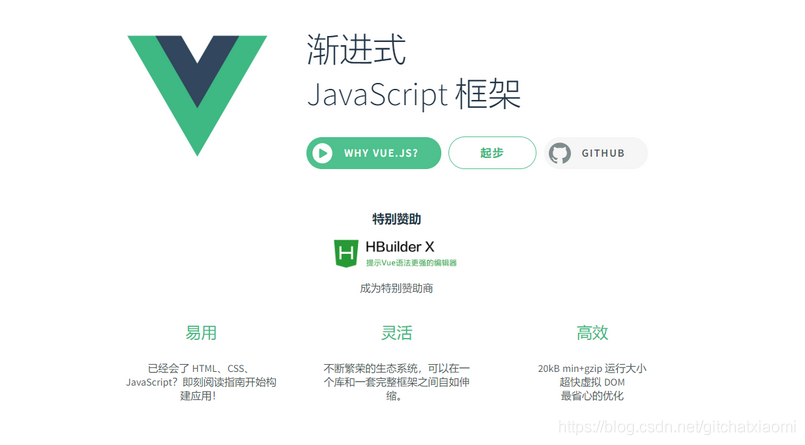 渐进式
JavaScript 框架
WHY VUE.JS?
起步
GITHUB
特别赞助
H
HBuilder X
提示Vue语法更强的编辑器
成为特别赞助商
易用
已经会了 HTML、CSS、
JavaScript？即刻阅读指南开始构
建应用！
灵活
不断繁荣的生态系统，可以在一
个库和一套完整框架之间自如伸
缩。
高效
20kB min+gzip 运行大小
超快虚拟 DOM
最省心的优化
https://blog.csdn.net/gitchatxiaomi